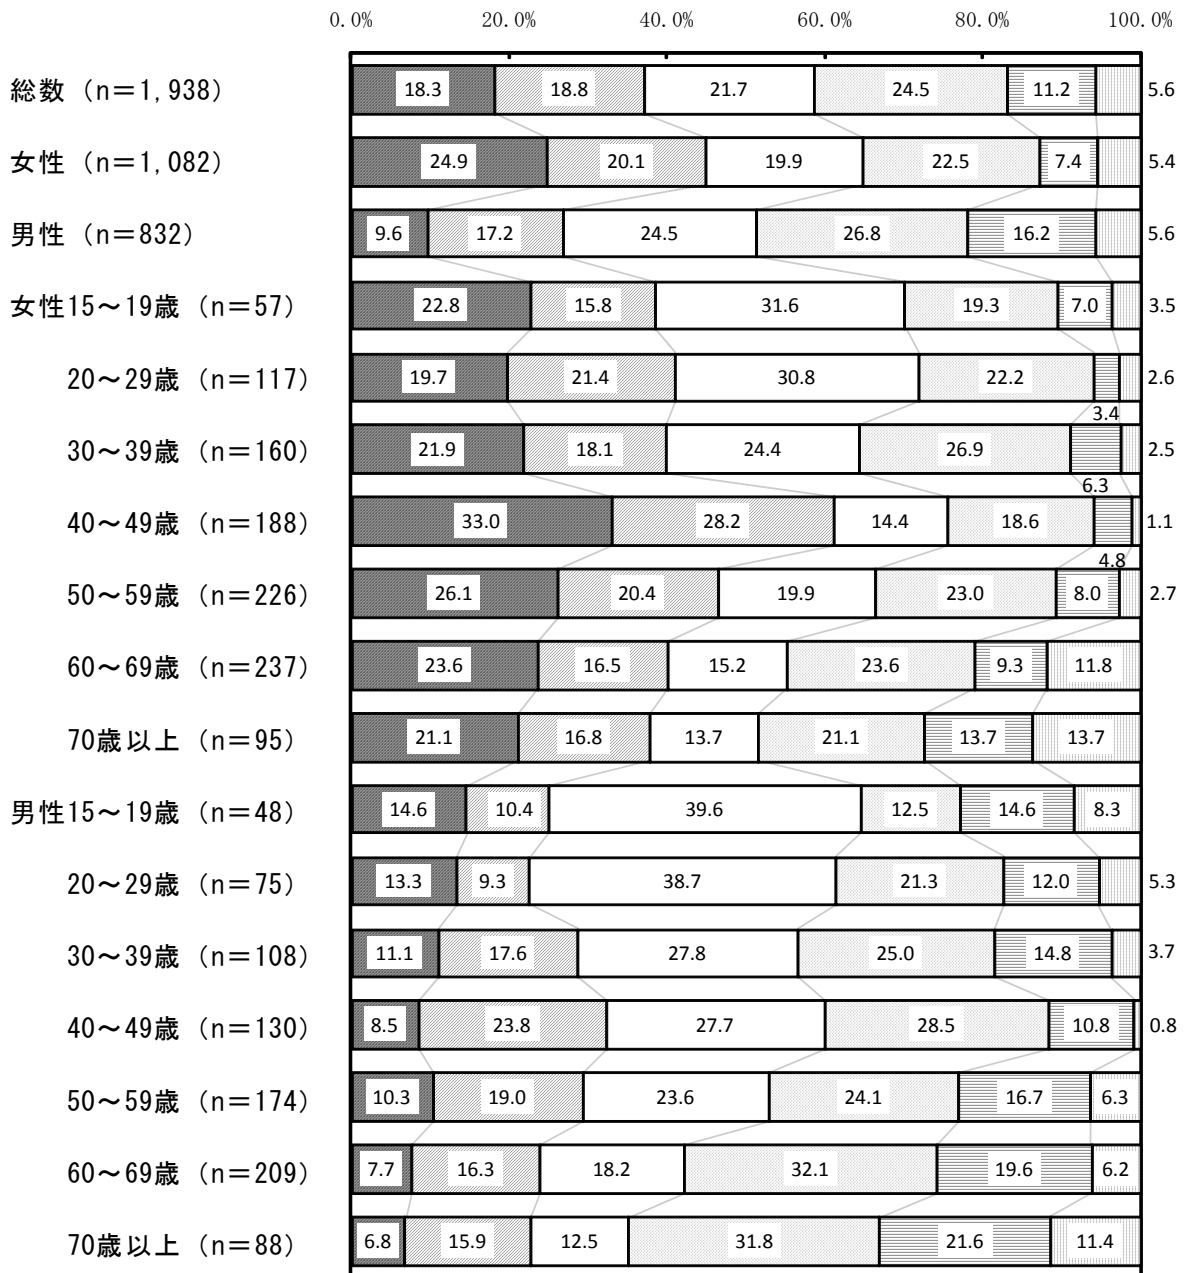 0.0% 20.0% 40.0% 60.0% 80.0% 100.0%
総数（n＝1,938） 18.3 18.8 21.7 24.5 11.2 5.6
女性（n＝1,082） 24.9 20.1 19.9 22.5 7.4 5.4
男性（n＝832） 9.6 17.2 24.5 26.8 16.2 5.6
女性15～19歳（n＝57） 22.8 15.8 31.6 19.3 7.0 3.5
20～29歳（n＝117） 19.7 21.4 30.8 22.2 3.4 2.6
30～39歳（n＝160） 21.9 18.1 24.4 26.9 6.3 2.5
40～49歳（n＝188） 33.0 28.2 14.4 18.6 4.8 1.1
50～59歳（n＝226） 26.1 20.4 19.9 23.0 8.0 2.7
60～69歳（n＝237） 23.6 16.5 15.2 23.6 9.3 11.8
70歳以上（n＝95） 21.1 16.8 13.7 21.1 13.7 13.7
男性15～19歳（n＝48） 14.6 10.4 39.6 12.5 14.6 8.3
20～29歳（n＝75） 13.3 9.3 38.7 21.3 12.0 5.3
30～39歳（n＝108） 11.1 17.6 27.8 25.0 14.8 3.7
40～49歳（n＝130） 8.5 23.8 27.7 28.5 10.8 0.8
50～59歳（n＝174） 10.3 19.0 23.6 24.1 16.7 6.3
60～69歳（n＝209） 7.7 16.3 18.2 32.1 19.6 6.2
70歳以上（n＝88） 6.8 15.9 12.5 31.8 21.6 11.4